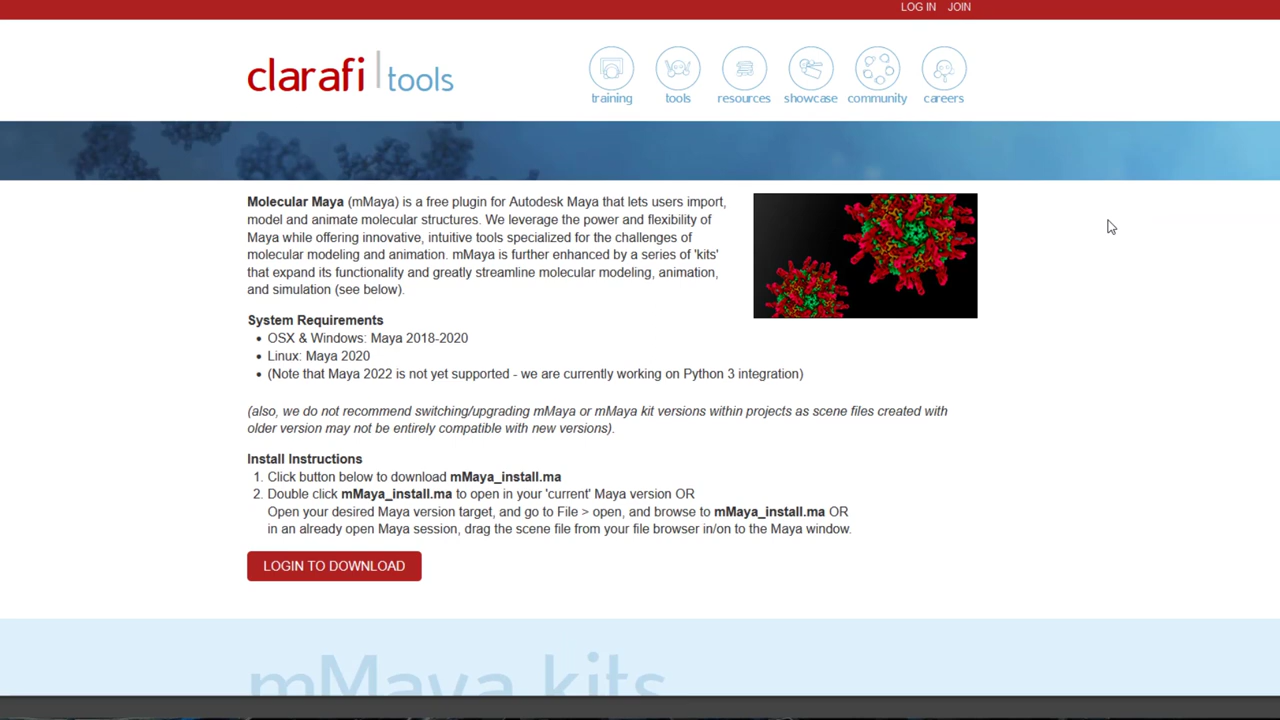 LOG IN JOIN
clarafi | tools
training tools resources showcase community careers
Molecular Maya (mMaya) is a free plugin for Autodesk Maya that lets users import,
model and animate molecular structures. We leverage the power and flexibility of
Maya while offering innovative, intuitive tools specialized for the challenges of
molecular modeling and animation. mMaya is further enhanced by a series of 'kits'
that expand its functionality and greatly streamline molecular modeling, animation,
and simulation (see below).
System Requirements
• OSX & Windows: Maya 2018-2020
• Linux: Maya 2020
• (Note that Maya 2022 is not yet supported - we are currently working on Python 3 integration)
(also, we do not recommend switching/upgrading mMaya or mMaya kit versions within projects as scene files created with
older version may not be entirely compatible with new versions).
Install Instructions
1. Click button below to download mMaya_install.ma
2. Double click mMaya_install.ma to open in your 'current' Maya version OR
Open your desired Maya version target, and go to File > open, and browse to mMaya_install.ma OR
in an already open Maya session, drag the scene file from your file browser in/on to the Maya window.
LOGIN TO DOWNLOAD
mMaya kits